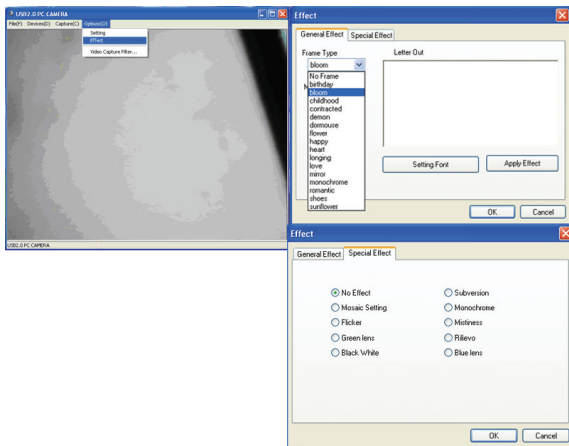 USB2.0 PC CAMERA
File(F) Devices(D) Capture(C) Options(O)
Setting
Effect
Video Capture Filter...
USB2.0 PC CAMERA
Effect
General Effect Special Effect
Frame Type
bloom
No Frame
birthday
bloom
childhood
contracted
demon
domouse
flower
happy
heart
longing
love
mirror
monochrome
romantic
shoes
sunflower
Letter Out
Setting Font Apply Effect
OK Cancel
Effect
General Effect Special Effect
No Effect Subversion
Mosaic Setting Monochrome
Flicker Mistiness
Green lens Rilievo
Black White Blue lens
OK Cancel